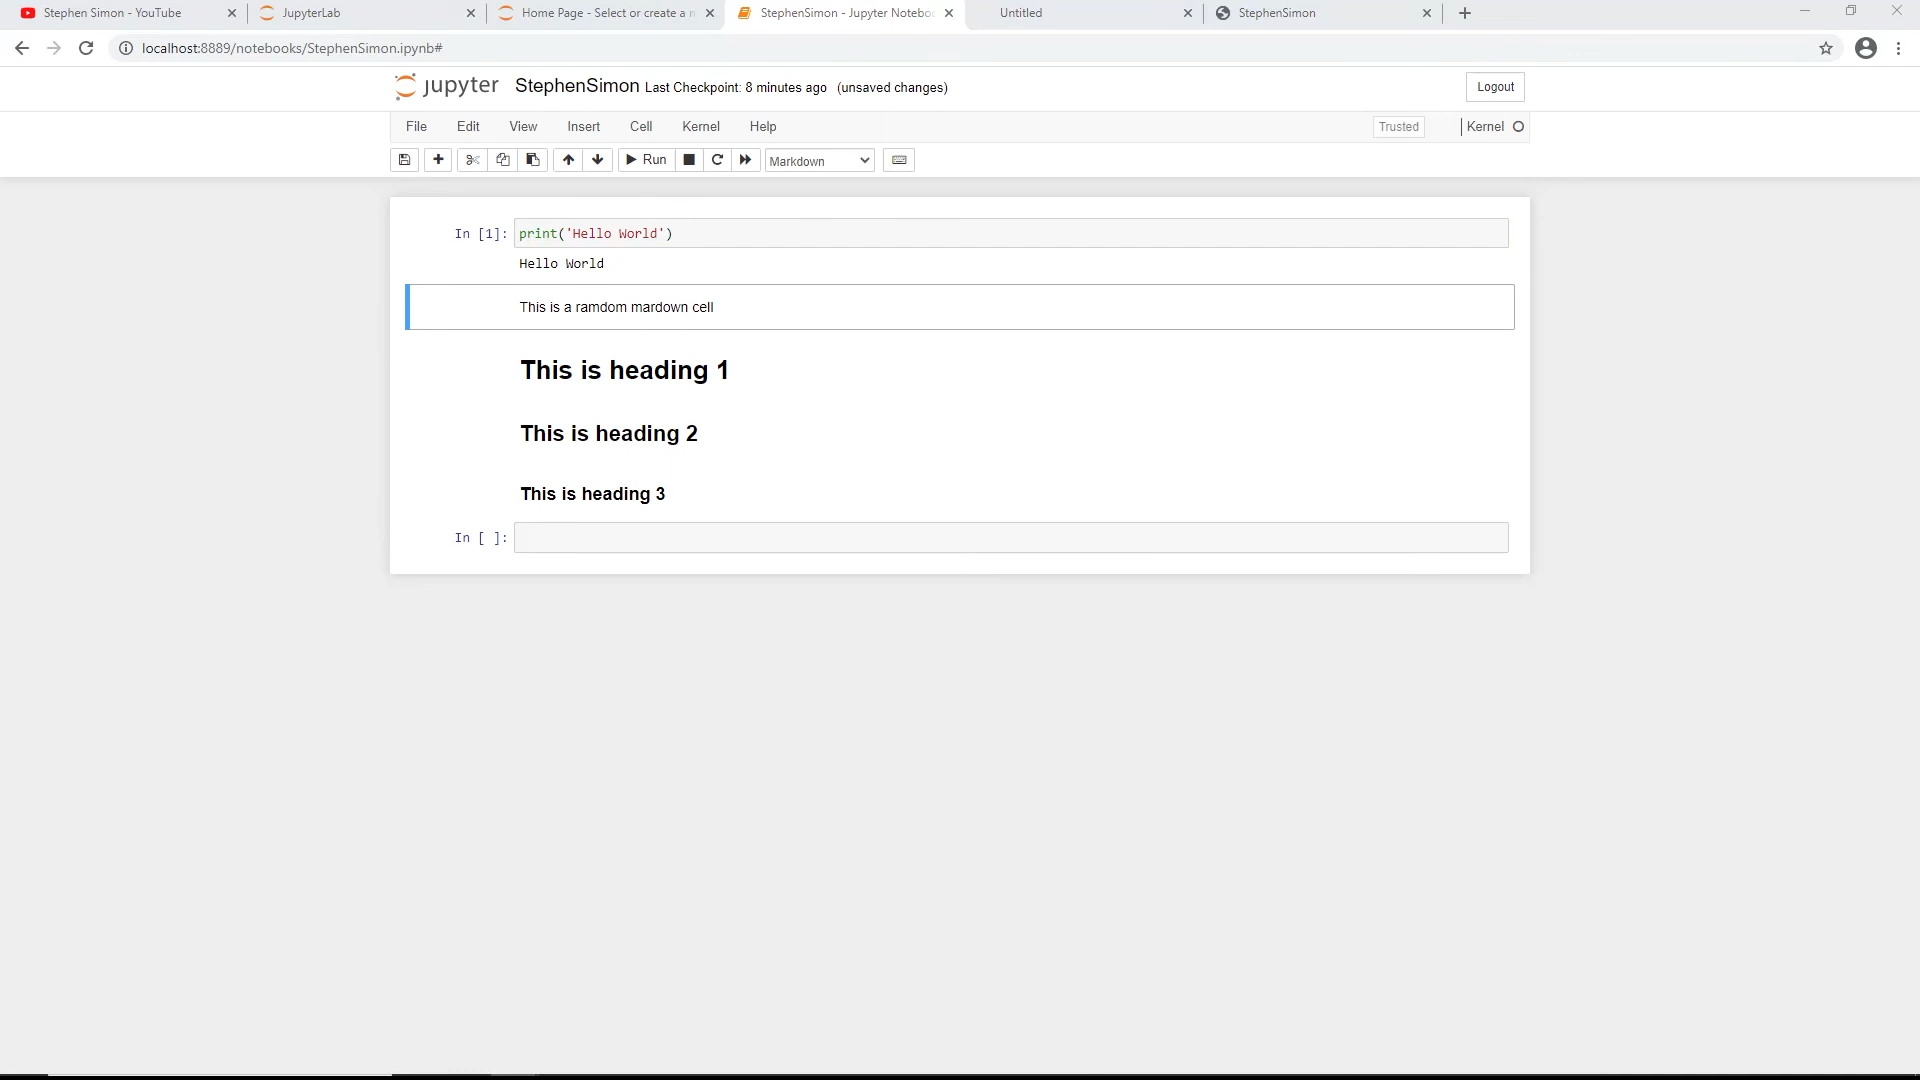 Stephen Simon - YouTube
JupyterLab
Home Page - Select or create a n
StephenSimon - Jupyter Noteboo
Untitled
StephenSimon
localhost:8889/notebooks/StephenSimon.ipynb#
jupyter StephenSimon Last Checkpoint: 8 minutes ago (unsaved changes)
Logout
File Edit View Insert Cell Kernel Help
Trusted
Kernel
Run
Markdown
In [1]: print('Hello World')
Hello World
This is a ramdom mardown cell
This is heading 1
This is heading 2
This is heading 3
In [ ]: